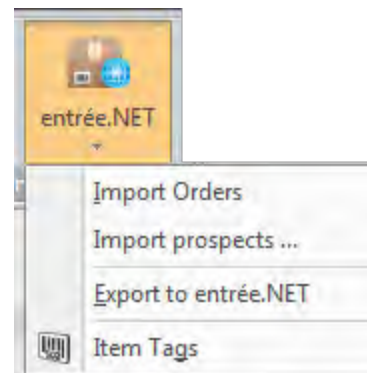 entrée.NET
Import Orders
Import prospects ...
Export to entrée.NET
Item Tags